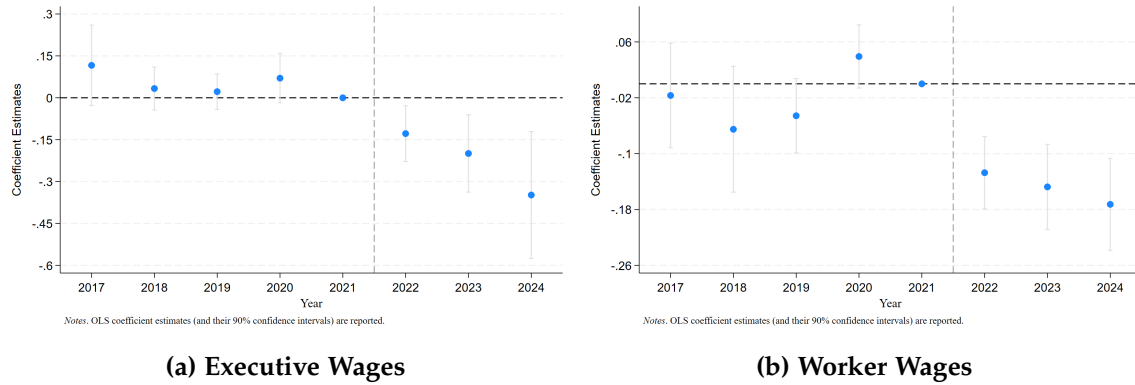 .3
.15
0
-.15
-.3
-.45
-.6
Coefficient Estimates
2017 2018 2019 2020 2021 2022 2023 2024
Year
Notes. OLS coefficient estimates (and their 90% confidence intervals) are reported.
(a) Executive Wages
.06
-.02
-.1
-.18
-.26
Coefficient Estimates
2017 2018 2019 2020 2021 2022 2023 2024
Year
Notes. OLS coefficient estimates (and their 90% confidence intervals) are reported.
(b) Worker Wages